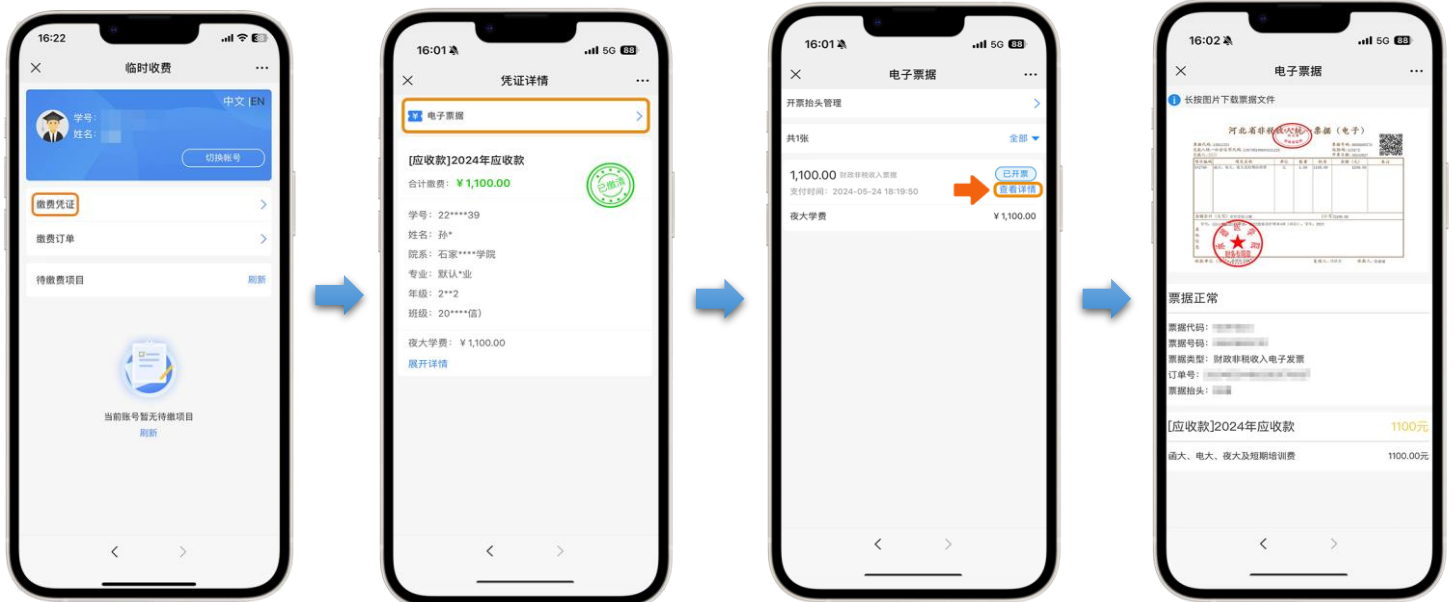 16:22
临时收费
中文 |EN
学号：
姓名：
切换帐号
缴费凭证
缴费订单
待缴费项目
刷新
当前账号暂无待缴项目
刷新
16:01
5G 88
凭证详情
电子票据
[应收款]2024年应收款
合计缴费：¥1,100.00
已缴清
学号：22****39
姓名：孙*
院系：石家****学院
专业：默认*业
年级：2**2
班级：20****信）
夜大学费：¥1,100.00
展开详情
16:01
5G 88
电子票据
开票抬头管理
共1张
全部
1,100.00 财政非税收入票据
已开票
支付时间：2024-05-24 18:19:50
查看详情
夜大学费
¥1,100.00
16:02
5G 88
电子票据
长按图片下载票据文件
河北省非税收入统一票据（电子）
票据正常
票据代码：
票据号码：
票据类型：财政非税收入电子发票
订单号：
票据抬头：
[应收款]2024年应收款
1100元
函大、电大、夜大及短期培训费
1100.00元